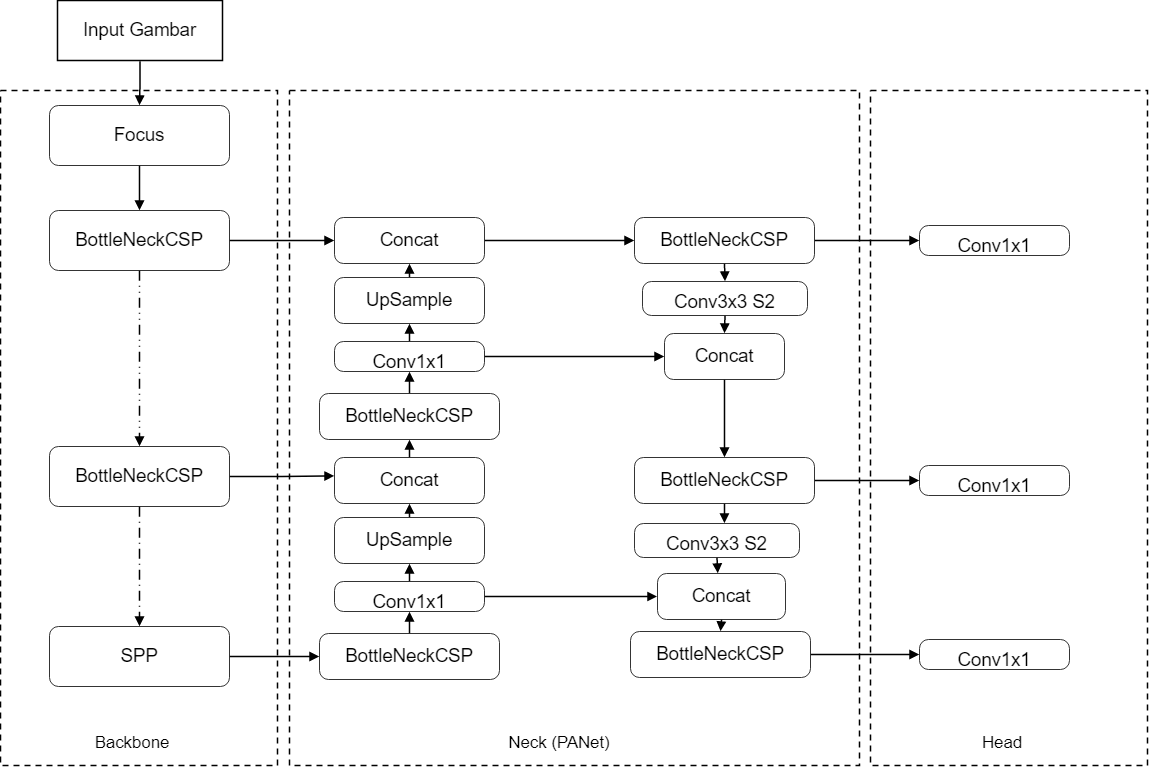 Input Gambar
Focus
BottleNeckCSP
BottleNeckCSP
SPP
Backbone
Concat
UpSample
Conv1x1
BottleNeckCSP
Concat
UpSample
Conv1x1
BottleNeckCSP
BottleNeckCSP
Conv3x3 S2
Concat
BottleNeckCSP
Conv3x3 S2
Concat
BottleNeckCSP
Neck (PANet)
Conv1x1
Conv1x1
Conv1x1
Head